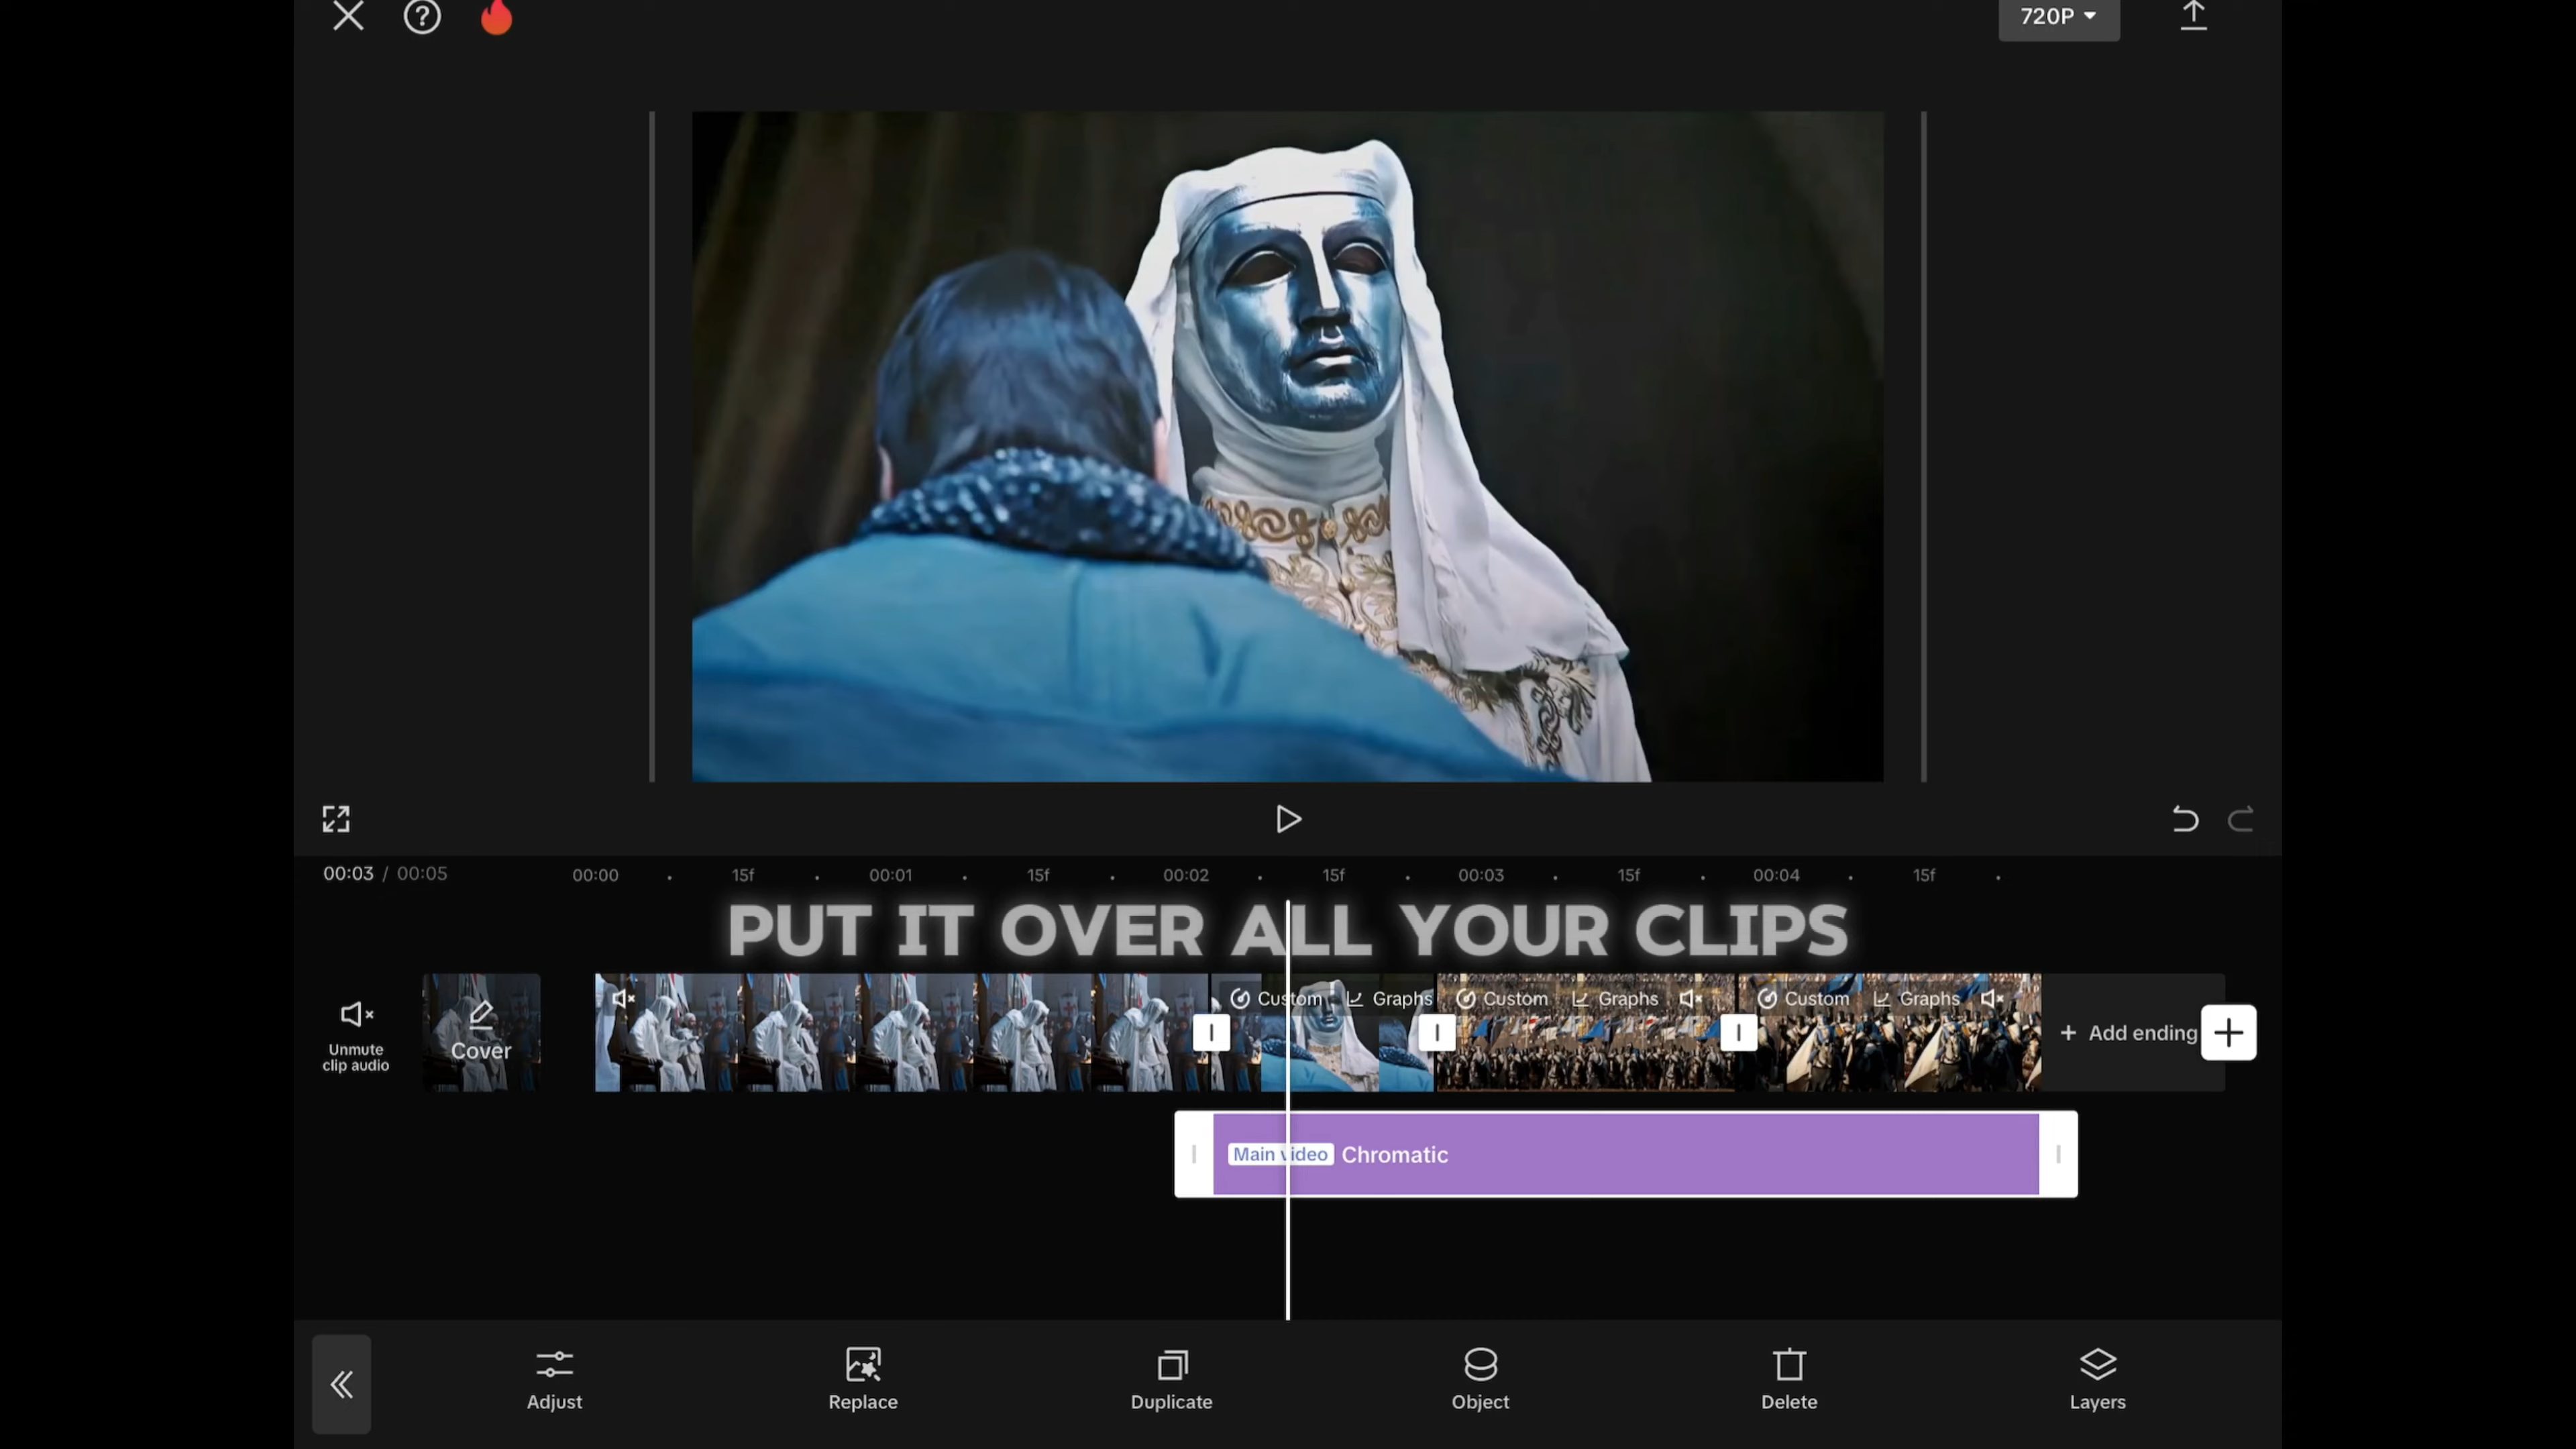 720P
00:03 / 00:05
00:00 15f 00:01 15f 00:02 15f 00:03 15f 00:04 15f
PUT IT OVER ALL YOUR CLIPS
Custom Graphs Custom Graphs Custom Graphs
Unmute
clip audio
Cover
+ Add ending
Main video Chromatic
Adjust Replace Duplicate Object Delete Layers